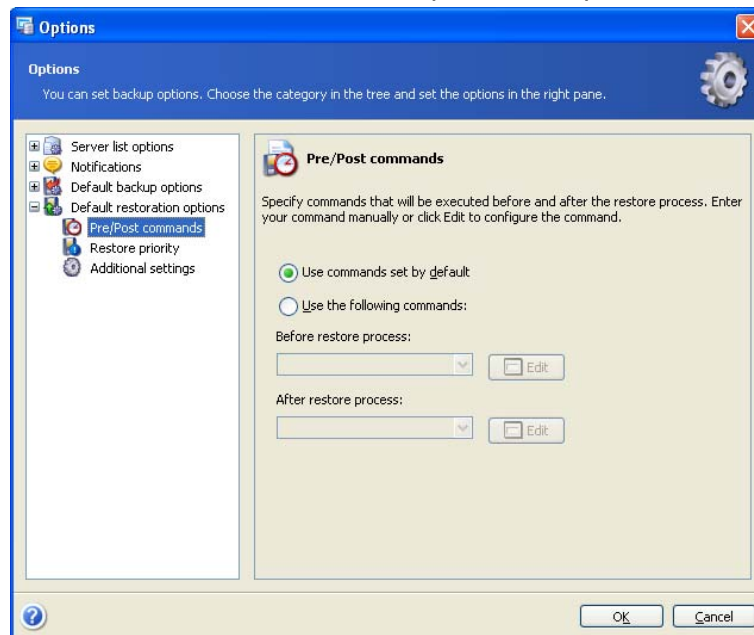 Options
Options
You can set backup options. Choose the category in the tree and set the options in the right pane.
Server list options
Notifications
Default backup options
Default restoration options
Pre/Post commands
Restore priority
Additional settings
Pre/Post commands
Specify commands that will be executed before and after the restore process. Enter
your command manually or click Edit to configure the command.
Use commands set by default
Use the following commands:
Before restore process:
Edit
After restore process:
Edit
OK
Cancel